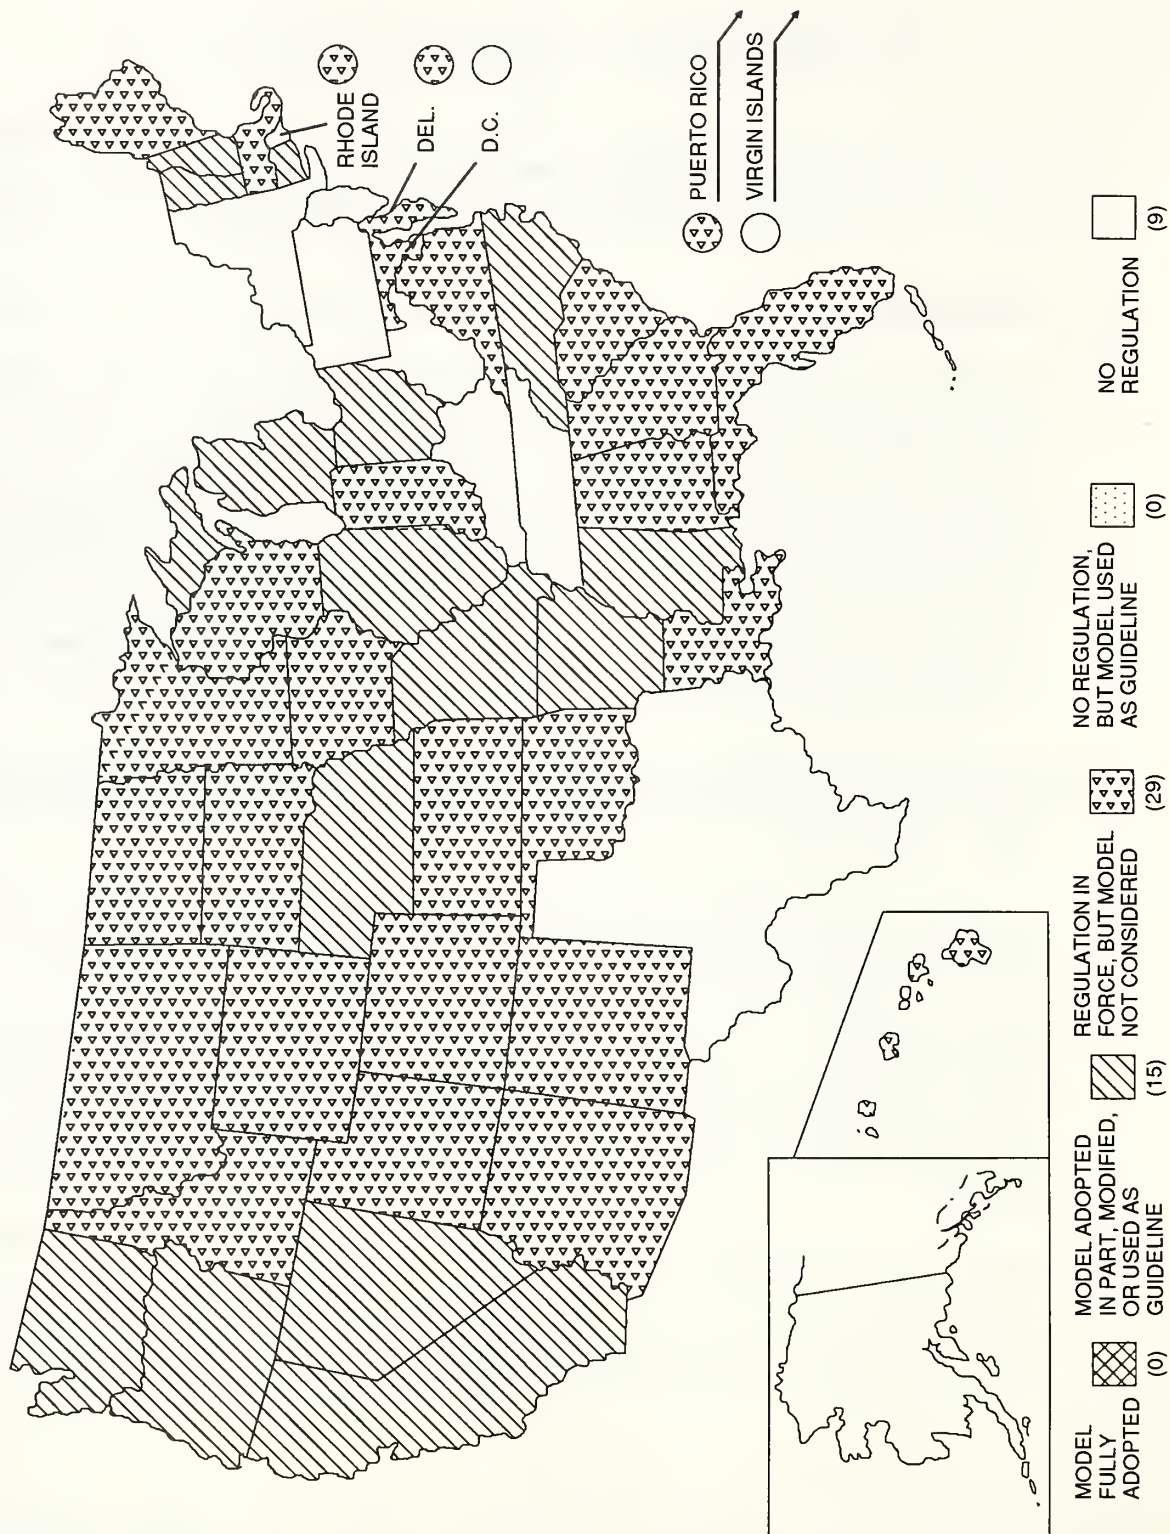 RHODE
ISLAND
DEL.
D.C.
PUERTO RICO
VIRGIN ISLANDS
MODEL
FULLY
ADOPTED
(0)
MODEL ADOPTED
IN PART, MODIFIED,
OR USED AS
GUIDELINE
(15)
REGULATION IN
FORCE, BUT MODEL
NOT CONSIDERED
(29)
NO REGULATION,
BUT MODEL USED
AS GUIDELINE
(0)
NO
REGULATION
(9)